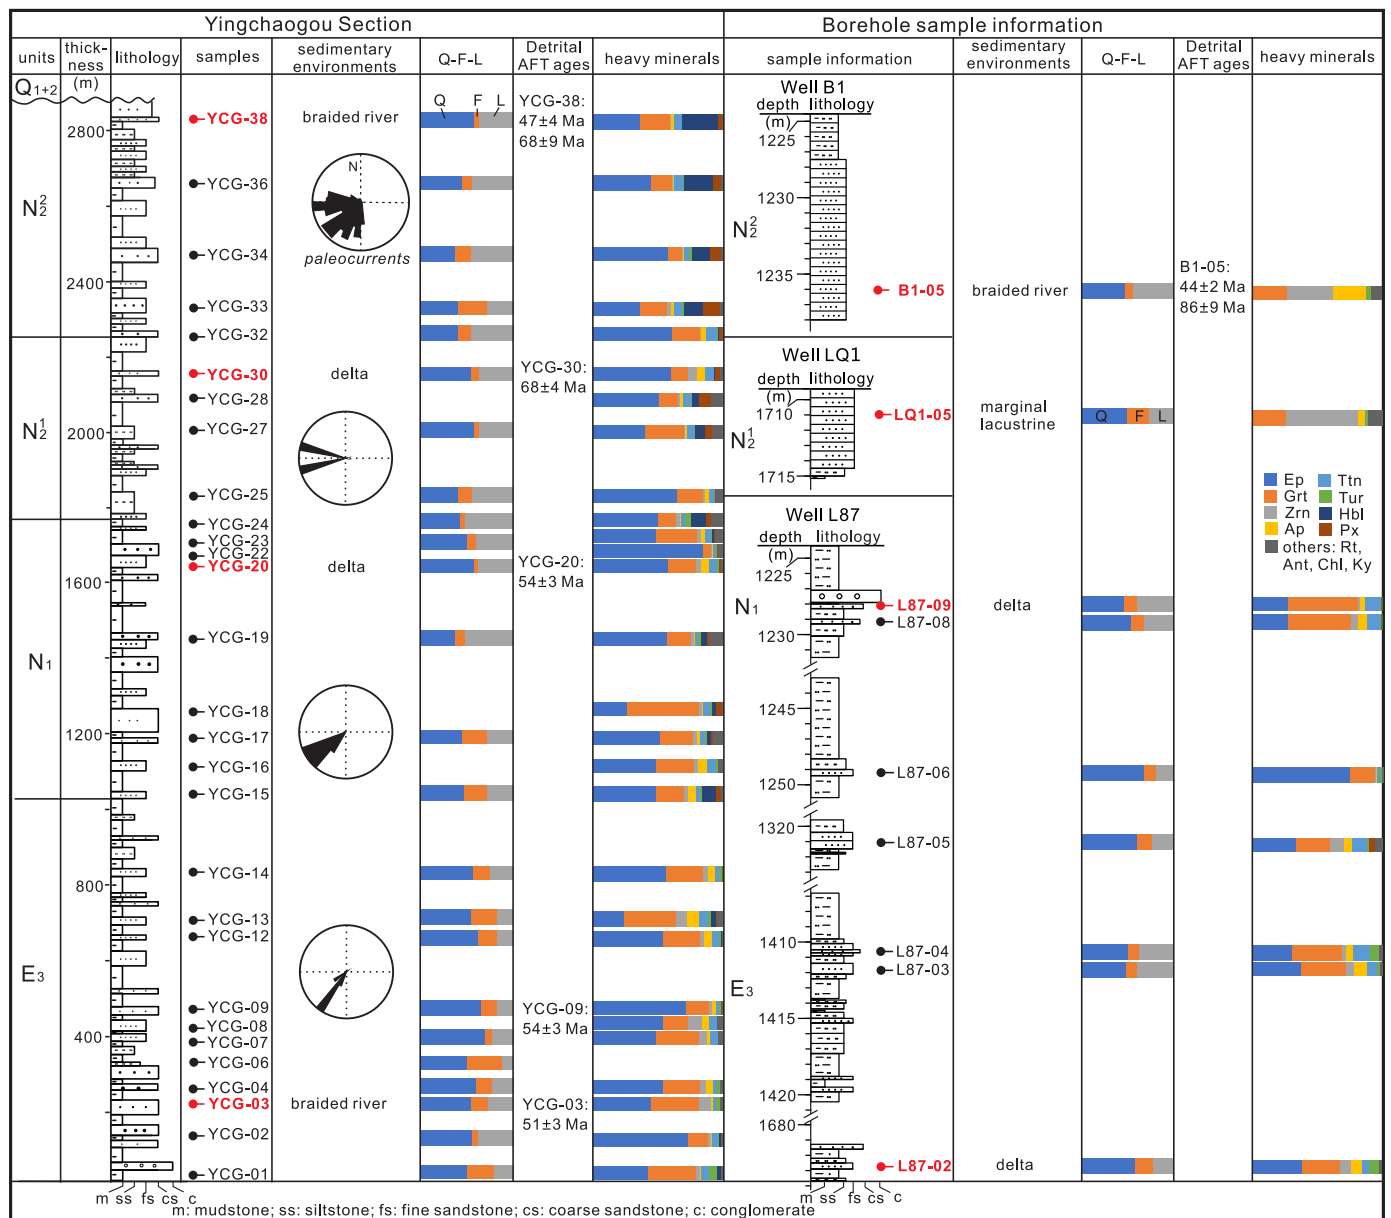 Yingchaogou Section
Borehole sample information
units
thick-
ness
(m)
lithology
samples
sedimentary
environments
Q-F-L
Detrital
AFT ages
heavy minerals
sample information
sedimentary
environments
Q-F-L
Detrital
AFT ages
heavy minerals
Q1+2
N2 2
N2 1
N1
E3
2800
2400
2000
1600
1200
800
400
YCG-38
YCG-36
YCG-34
YCG-33
YCG-32
YCG-30
YCG-28
YCG-27
YCG-25
YCG-24
YCG-23
YCG-22
YCG-20
YCG-19
YCG-18
YCG-17
YCG-16
YCG-15
YCG-14
YCG-13
YCG-12
YCG-09
YCG-08
YCG-07
YCG-06
YCG-04
YCG-03
YCG-02
YCG-01
braided river
N
paleocurrents
delta
delta
braided river
Q F L
YCG-38:
47±4 Ma
68±9 Ma
YCG-30:
68±4 Ma
YCG-20:
54±3 Ma
YCG-09:
54±3 Ma
YCG-03:
51±3 Ma
Well B1
depth lithology
(m)
1225
1230
1235
N2 2
B1-05
braided river
B1-05:
44±2 Ma
86±9 Ma
Well LQ1
depth lithology
(m)
1710
1715
N2 1
LQ1-05
marginal
lacustrine
Q F L
Well L87
depth lithology
(m)
1225
1230
1245
1250
1320
1410
1415
1420
1680
N1
E3
L87-09
L87-08
L87-06
L87-05
L87-04
L87-03
L87-02
delta
delta
Ep Ttn
Grt Tur
Zrn Hbl
Ap Px
others: Rt,
Ant, Chl, Ky
m ss fs cs c
m ss fs cs c
m: mudstone; ss: siltstone; fs: fine sandstone; cs: coarse sandstone; c: conglomerate